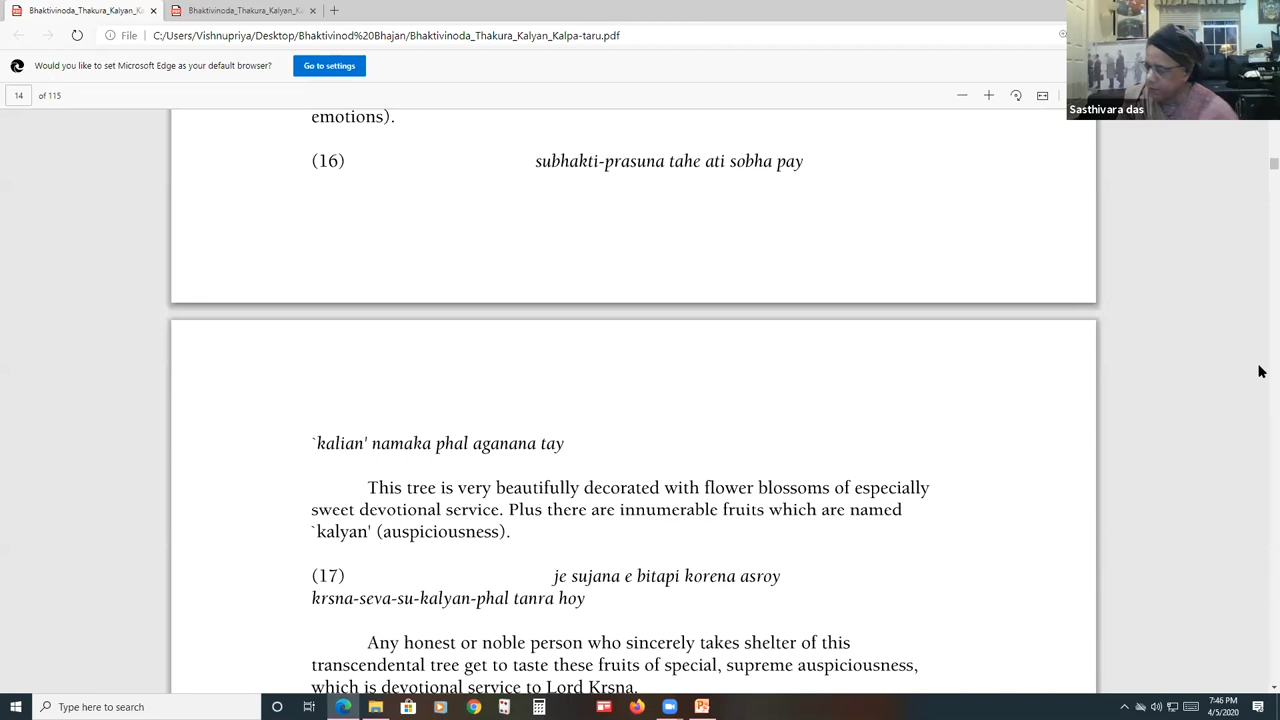 Bhaktivinoda_Thakura_Kalyan_Ka
Bhaktivinoda_Thakura_Kalyan_Ka
File
C:/Users/Vishnupriya/Desktop/Bhaktivinod%20Bhajan/Bhaktivinoda_Thakura_Kalyan_Kalpa-taru.pdf
Would you like to set Microsoft Edge as your default browser? Go to settings
14 of 115
Sasthivara das
emotions).
(16) subhakti-prasuna tahe ati sobha pay
`kalian' namaka phal aganana tay
This tree is very beautifully decorated with flower blossoms of especially
sweet devotional service. Plus there are innumerable fruits which are named
`kalyan' (auspiciousness).
(17) je sujana e bitapi korena asroy
krsna-seva-su-kalyan-phal tanra hoy
Any honest or noble person who sincerely takes shelter of this
transcendental tree get to taste these fruits of special, supreme auspiciousness,
which is devotional service to Lord Krsna.
Type here to search
7:46 PM
4/5/2020